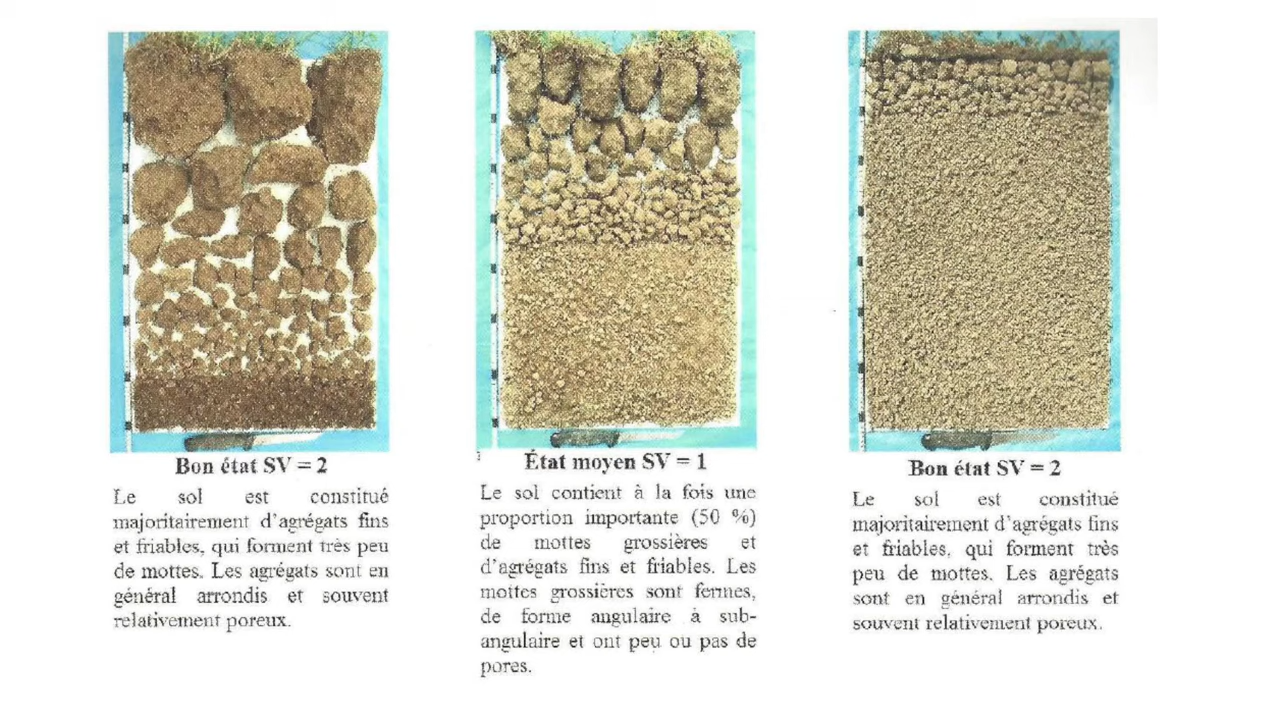 Bon état SV = 2
Le sol est constitué
majoritairement d'agrégats fins
et friables, qui forment très peu
de mottes. Les agrégats sont en
général arrondis et souvent
relativement poreux.
État moyen SV = 1
Le sol contient à la fois une
proportion importante (50 %)
de mottes grossières et
d'agrégats fins et friables. Les
mottes grossières sont fermes,
de forme angulaire à sub-
angulaire et ont peu ou pas de
pores.
Bon état SV = 2
Le sol est constitué
majoritairement d'agrégats fins
et friables, qui forment très
peu de mottes. Les agrégats
sont en général arrondis et
souvent relativement poreux.